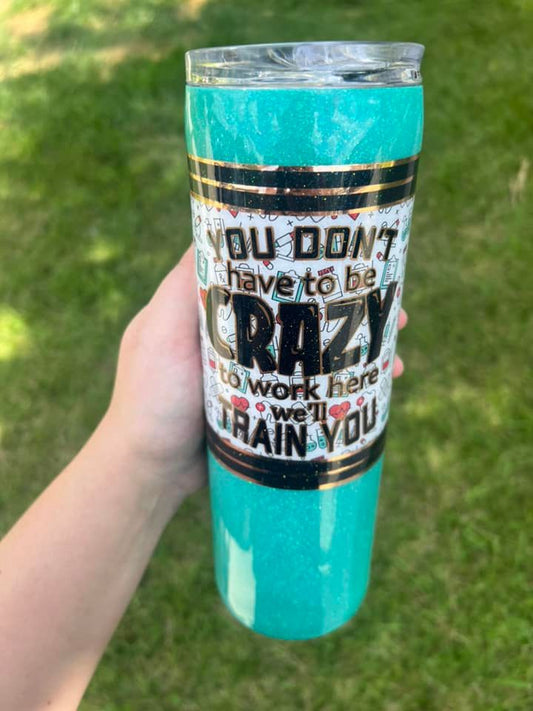 YOU DON'T
have to be
CRAZY
to work here
we'll
TRAIN YOU